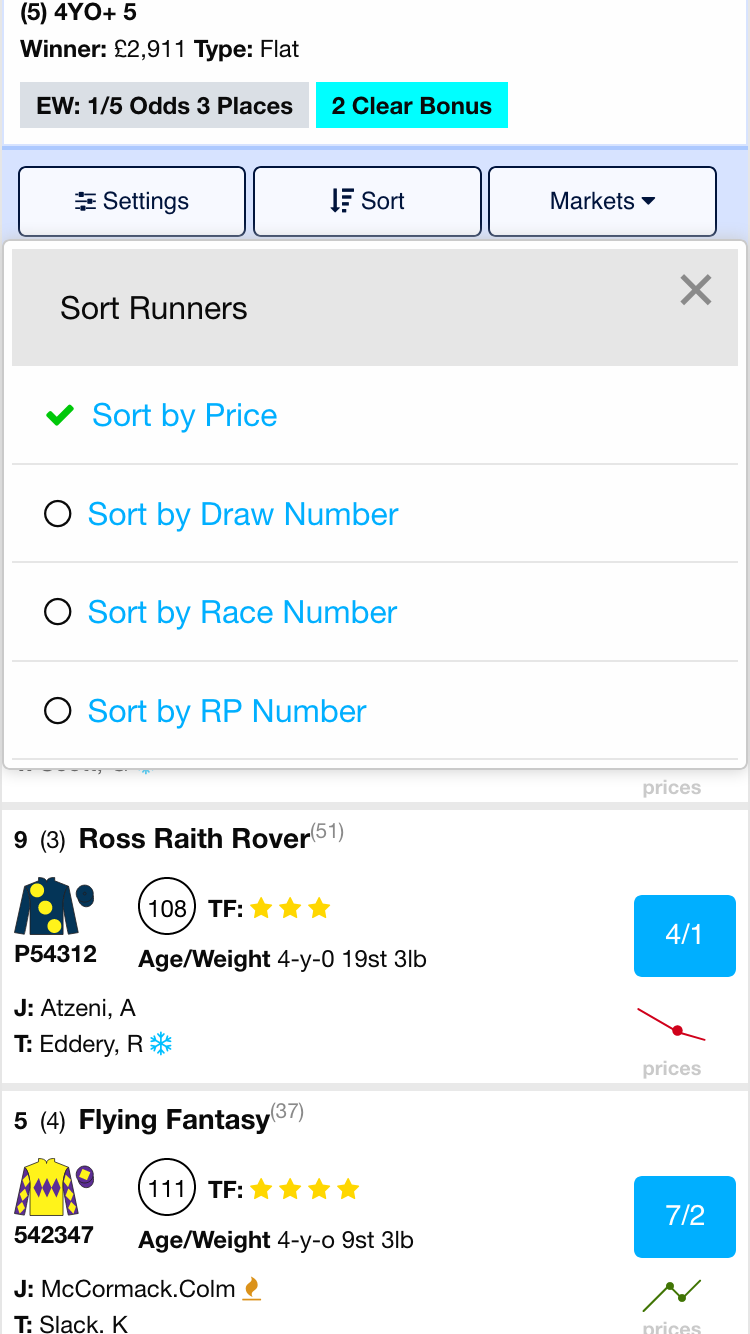 (5) 4YO+ 5
Winner: £2,911 Type: Flat
EW: 1/5 Odds 3 Places 2 Clear Bonus
Settings Sort Markets
Sort Runners
Sort by Price
Sort by Draw Number
Sort by Race Number
Sort by RP Number
prices
9 (3) Ross Raith Rover(51)
108 TF:
P54312
Age/Weight 4-y-0 19st 3lb
4/1
J: Atzeni, A
T: Eddery, R
prices
5 (4) Flying Fantasy(37)
111 TF:
542347
Age/Weight 4-y-o 9st 3lb
7/2
J: McCormack.Colm
T: Slack. K
prices